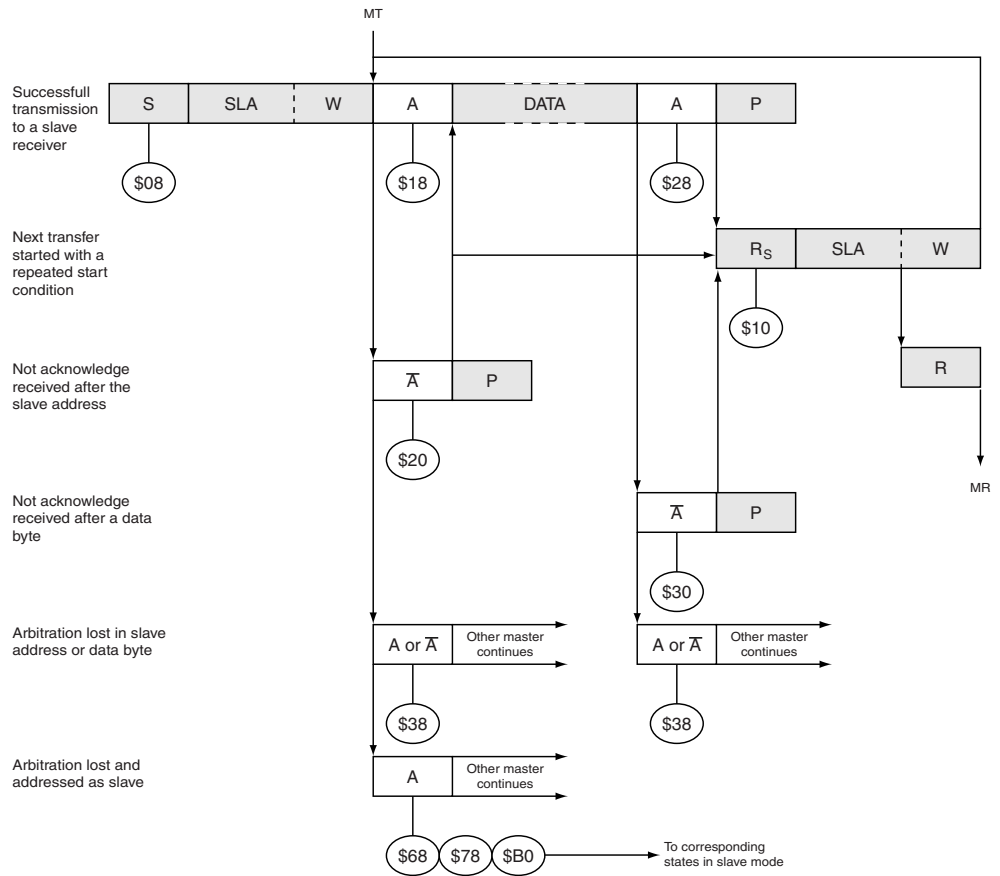 MT
Successfull
transmission
to a slave
receiver
S SLA W A DATA A P
$08 $18 $28
Next transfer
started with a
repeated start
condition
RS SLA W
$10
Not acknowledge
received after the
slave address
A̅ P
R
$20
MR
Not acknowledge
received after a data
byte
A̅ P
$30
Arbitration lost in slave
address or data byte
A or A̅ Other master
continues
A or A̅ Other master
continues
$38 $38
Arbitration lost and
addressed as slave
A Other master
continues
$68 $78 $B0
To corresponding
states in slave mode